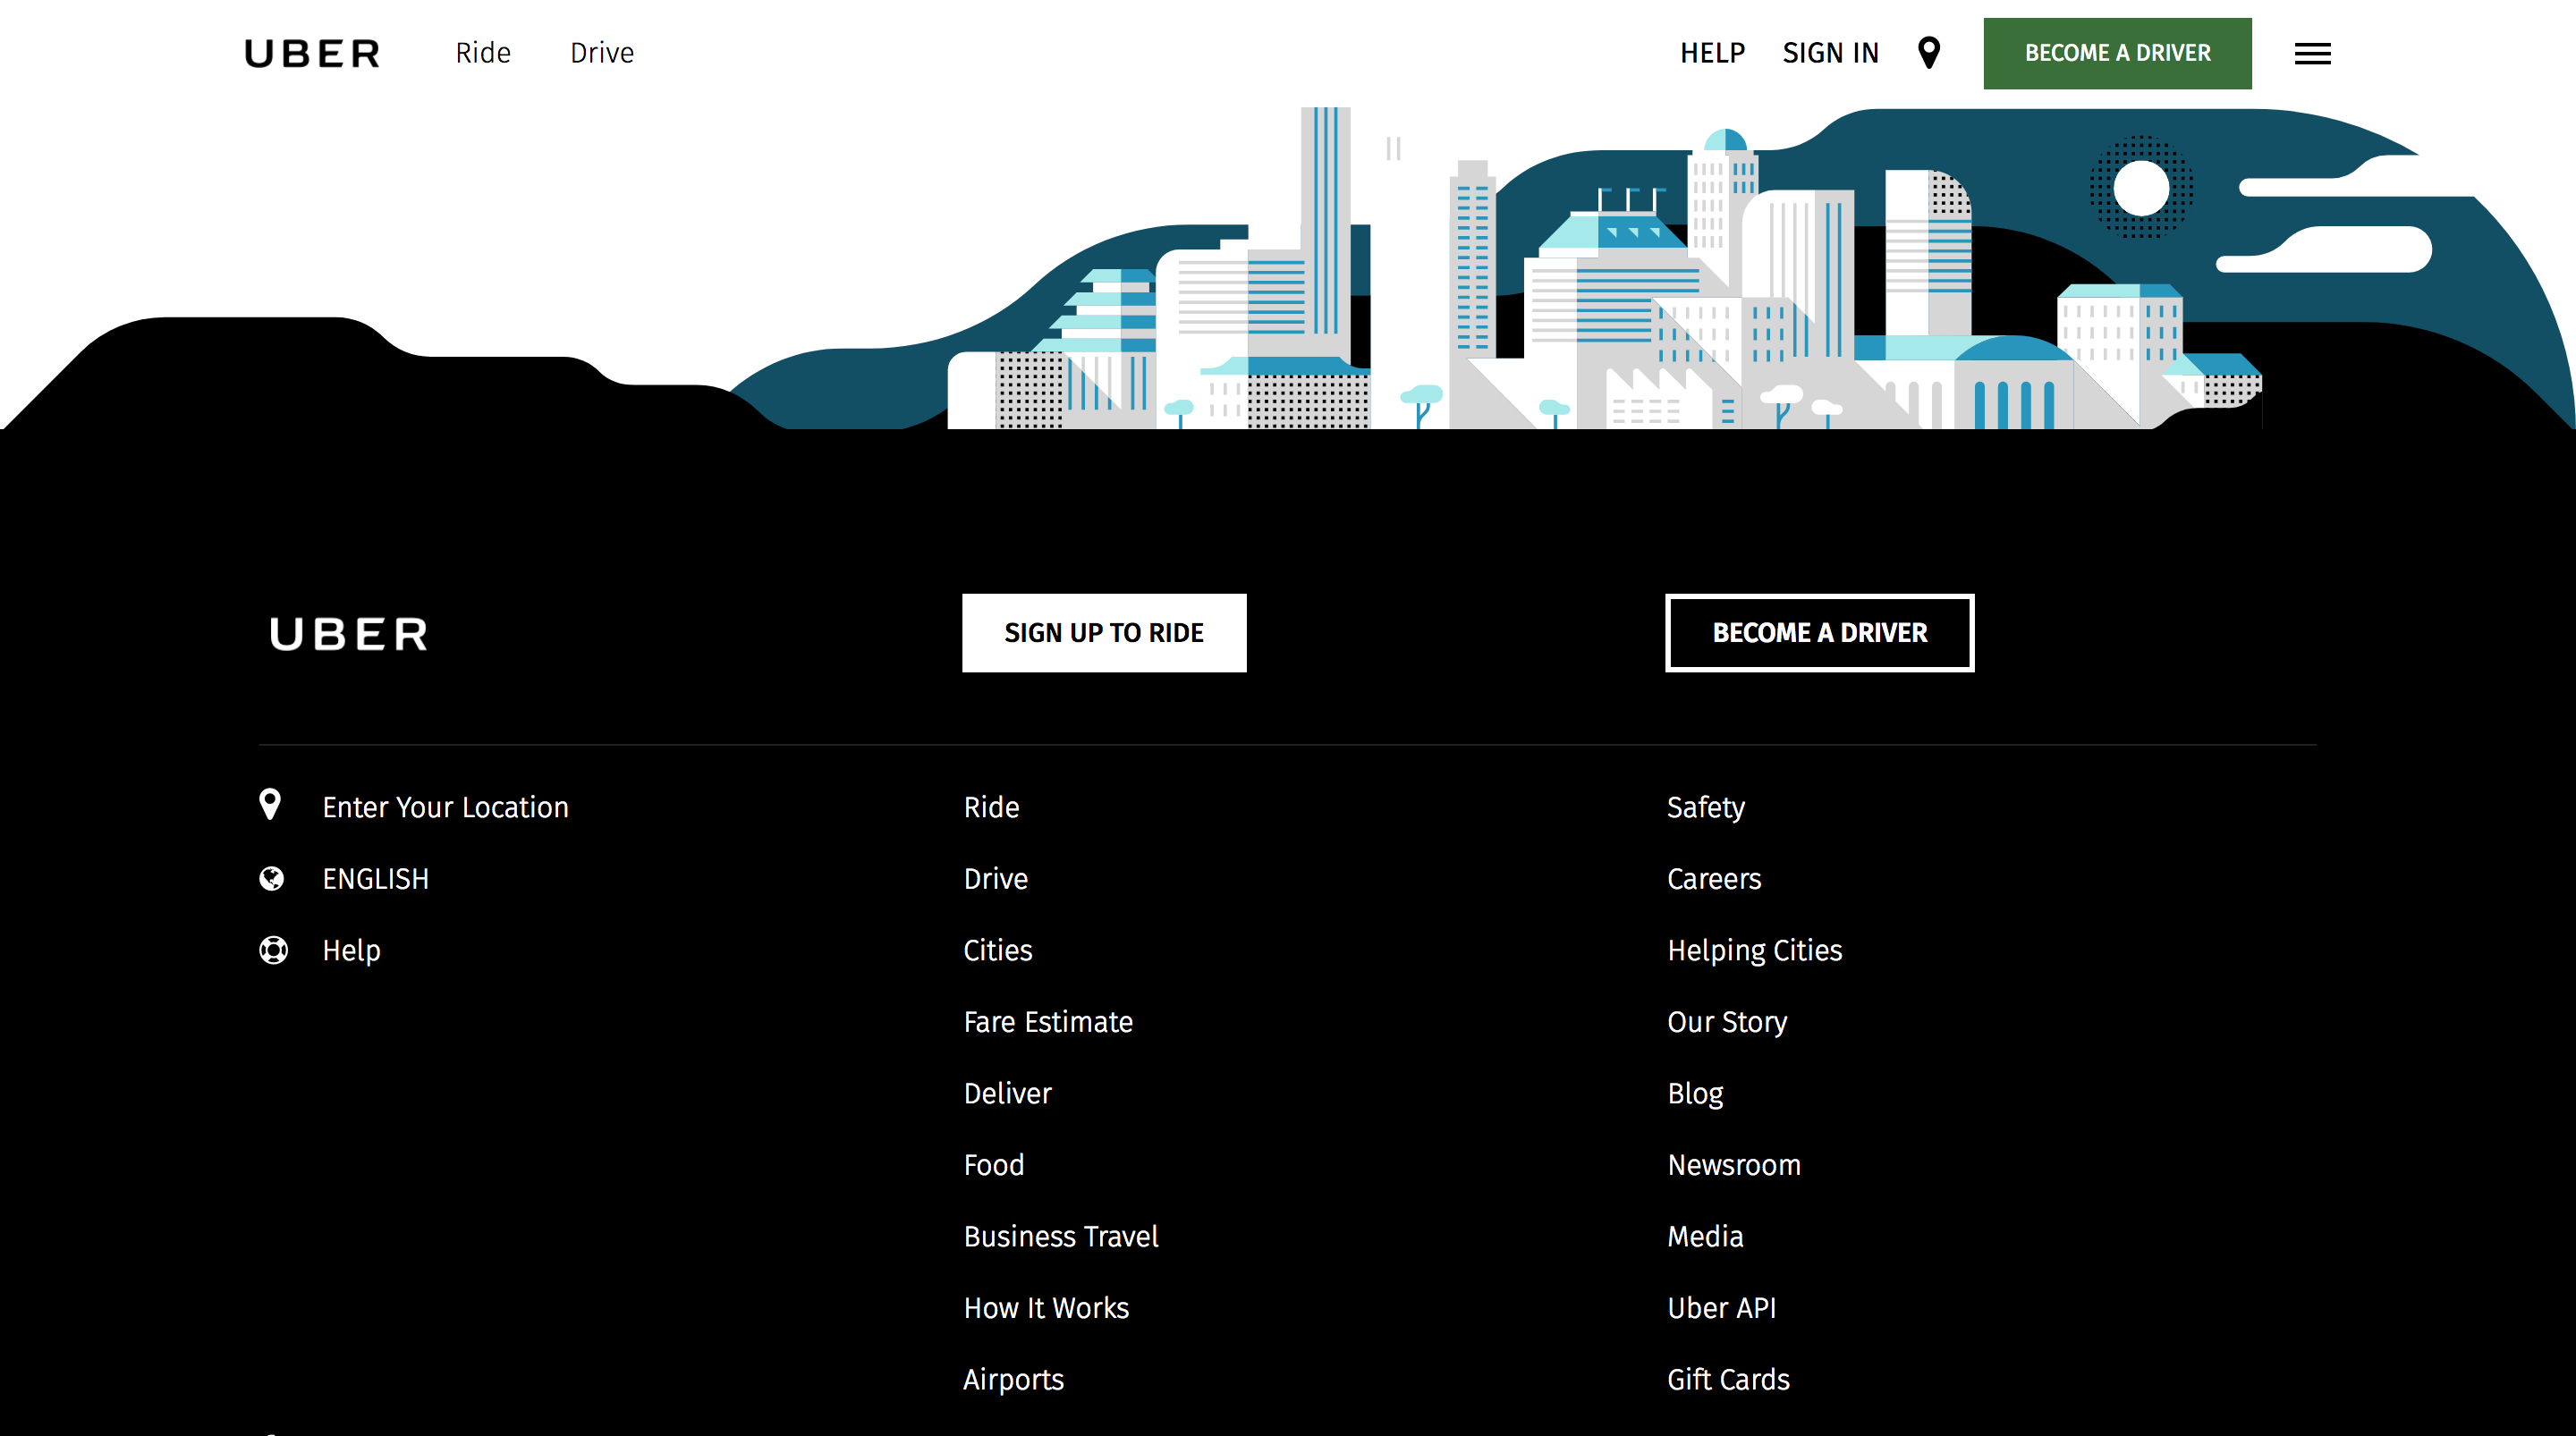 UBER Ride Drive HELP SIGN IN BECOME A DRIVER
UBER SIGN UP TO RIDE BECOME A DRIVER
Enter Your Location Ride Safety
ENGLISH Drive Careers
Help Cities Helping Cities
Fare Estimate Our Story
Deliver Blog
Food Newsroom
Business Travel Media
How It Works Uber API
Airports Gift Cards